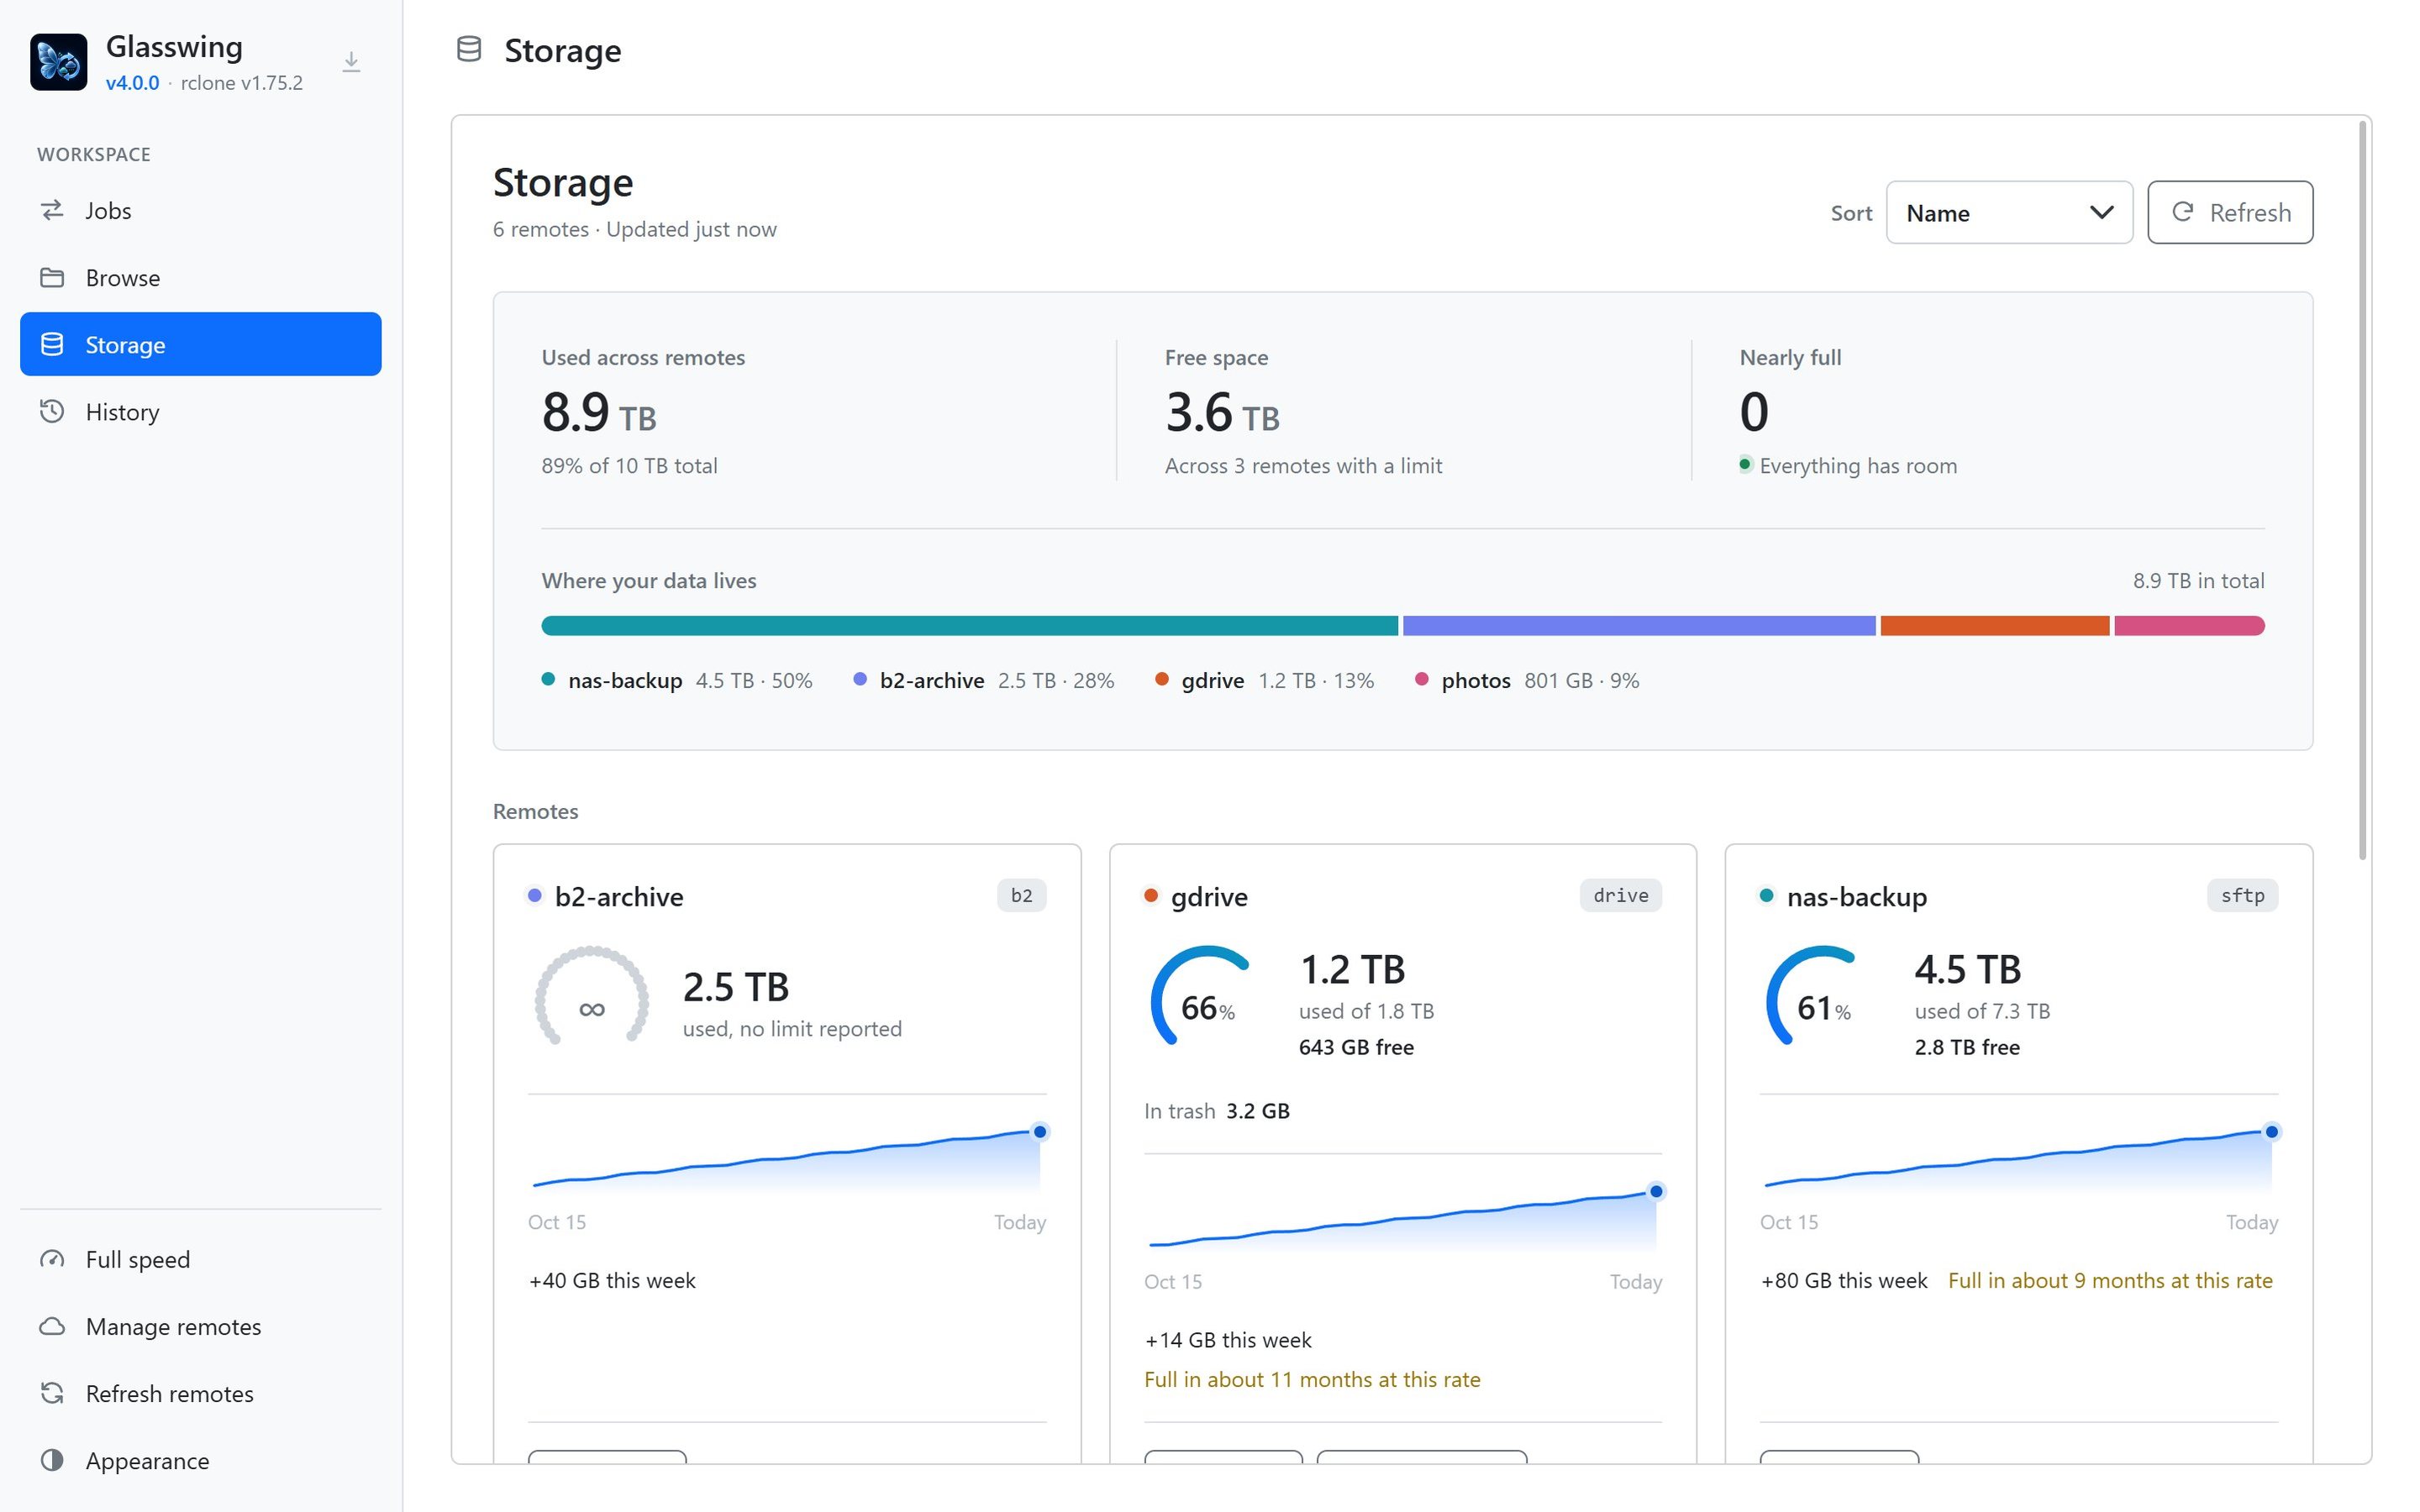 Glasswing
v4.0.0 · rclone v1.75.2
WORKSPACE
Jobs
Browse
Storage
History
Full speed
Manage remotes
Refresh remotes
Appearance
Storage
Storage
6 remotes · Updated just now
Sort Name Refresh
Used across remotes
8.9 TB
89% of 10 TB total
Free space
3.6 TB
Across 3 remotes with a limit
Nearly full
0
Everything has room
Where your data lives 8.9 TB in total
nas-backup 4.5 TB · 50% b2-archive 2.5 TB · 28% gdrive 1.2 TB · 13% photos 801 GB · 9%
Remotes
b2-archive b2
∞
2.5 TB
used, no limit reported
Oct 15 Today
+40 GB this week
gdrive drive
66%
1.2 TB
used of 1.8 TB
643 GB free
In trash 3.2 GB
Oct 15 Today
+14 GB this week
Full in about 11 months at this rate
nas-backup sftp
61%
4.5 TB
used of 7.3 TB
2.8 TB free
Oct 15 Today
+80 GB this week Full in about 9 months at this rate